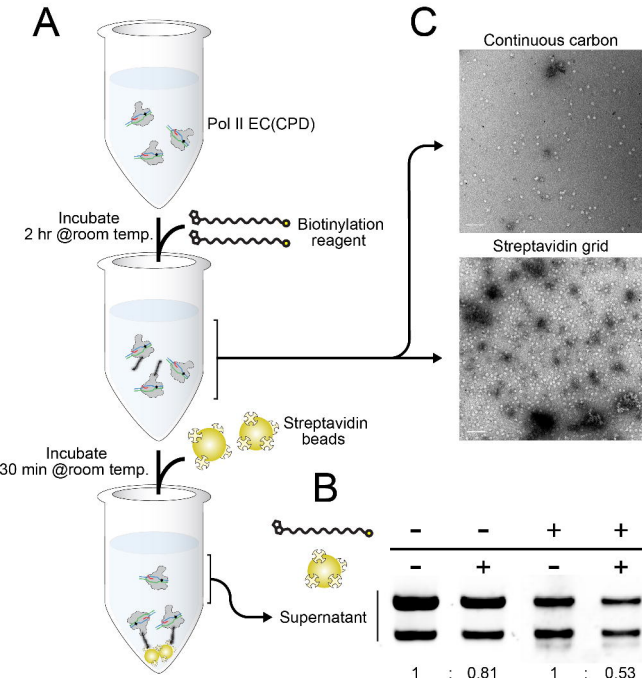 A
Pol II EC(CPD)
Incubate
2 hr @room temp.
Biotinylation
reagent
Incubate
30 min @room temp.
Streptavidin
beads
B
Supernatant
- - + +
- + - +
1 : 0.81 1 : 0.53
C
Continuous carbon
Streptavidin grid